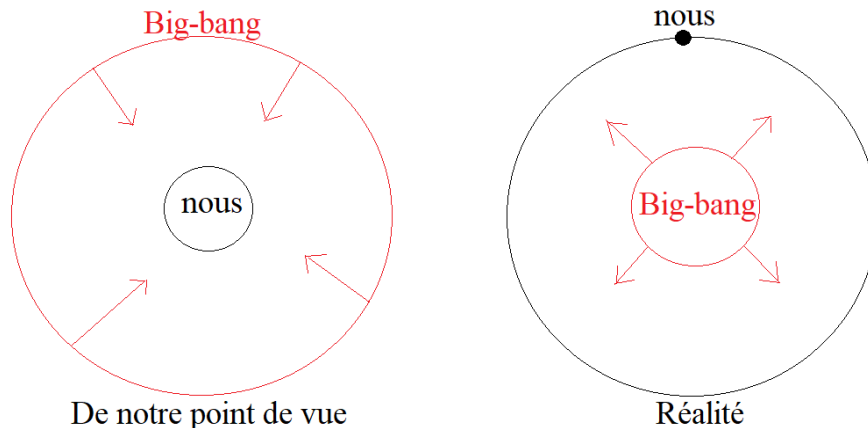 Big-bang
nous
De notre point de vue
nous
Big-bang
Réalité